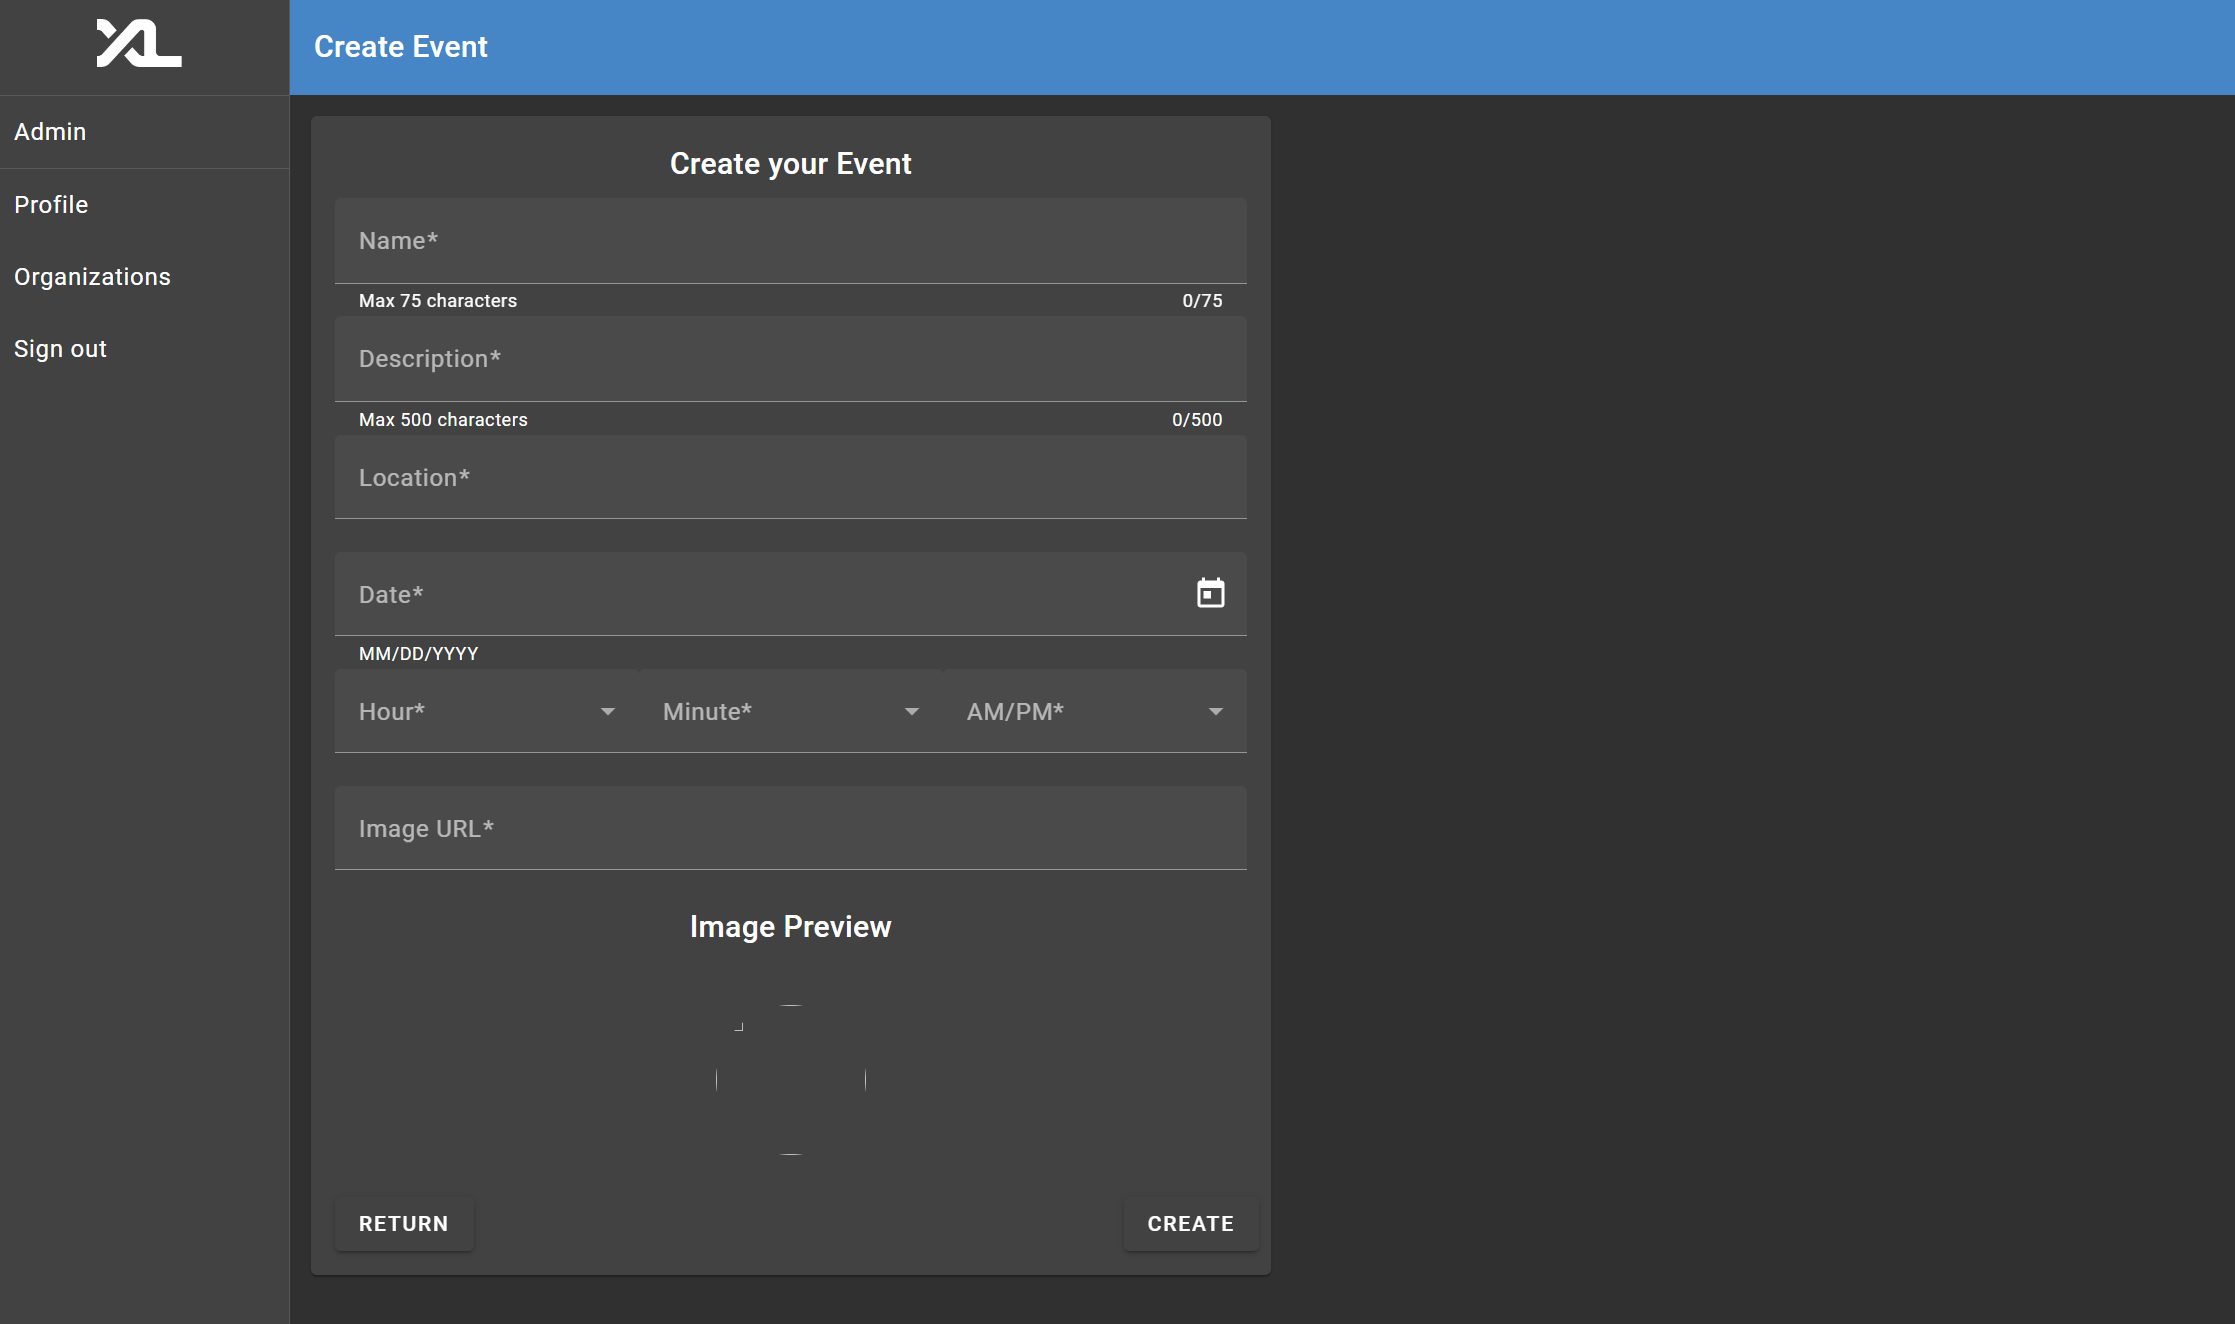 XL
Create Event
Admin
Profile
Organizations
Sign out
Create your Event
Name*
Max 75 characters 0/75
Description*
Max 500 characters 0/500
Location*
Date*
MM/DD/YYYY
Hour* Minute* AM/PM*
Image URL*
Image Preview
RETURN CREATE